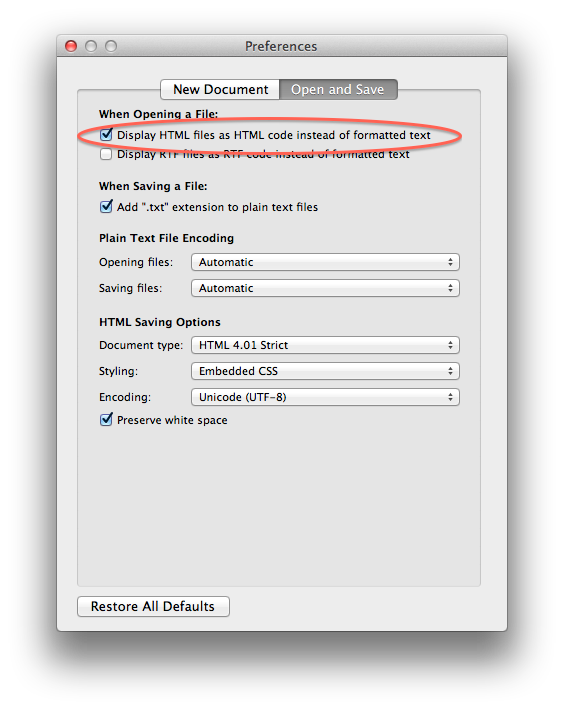 Preferences
New Document Open and Save
When Opening a File:
Display HTML files as HTML code instead of formatted text
Display RTF files as RTF code instead of formatted text
When Saving a File:
Add ".txt" extension to plain text files
Plain Text File Encoding
Opening files: Automatic
Saving files: Automatic
HTML Saving Options
Document type: HTML 4.01 Strict
Styling: Embedded CSS
Encoding: Unicode (UTF-8)
Preserve white space
Restore All Defaults